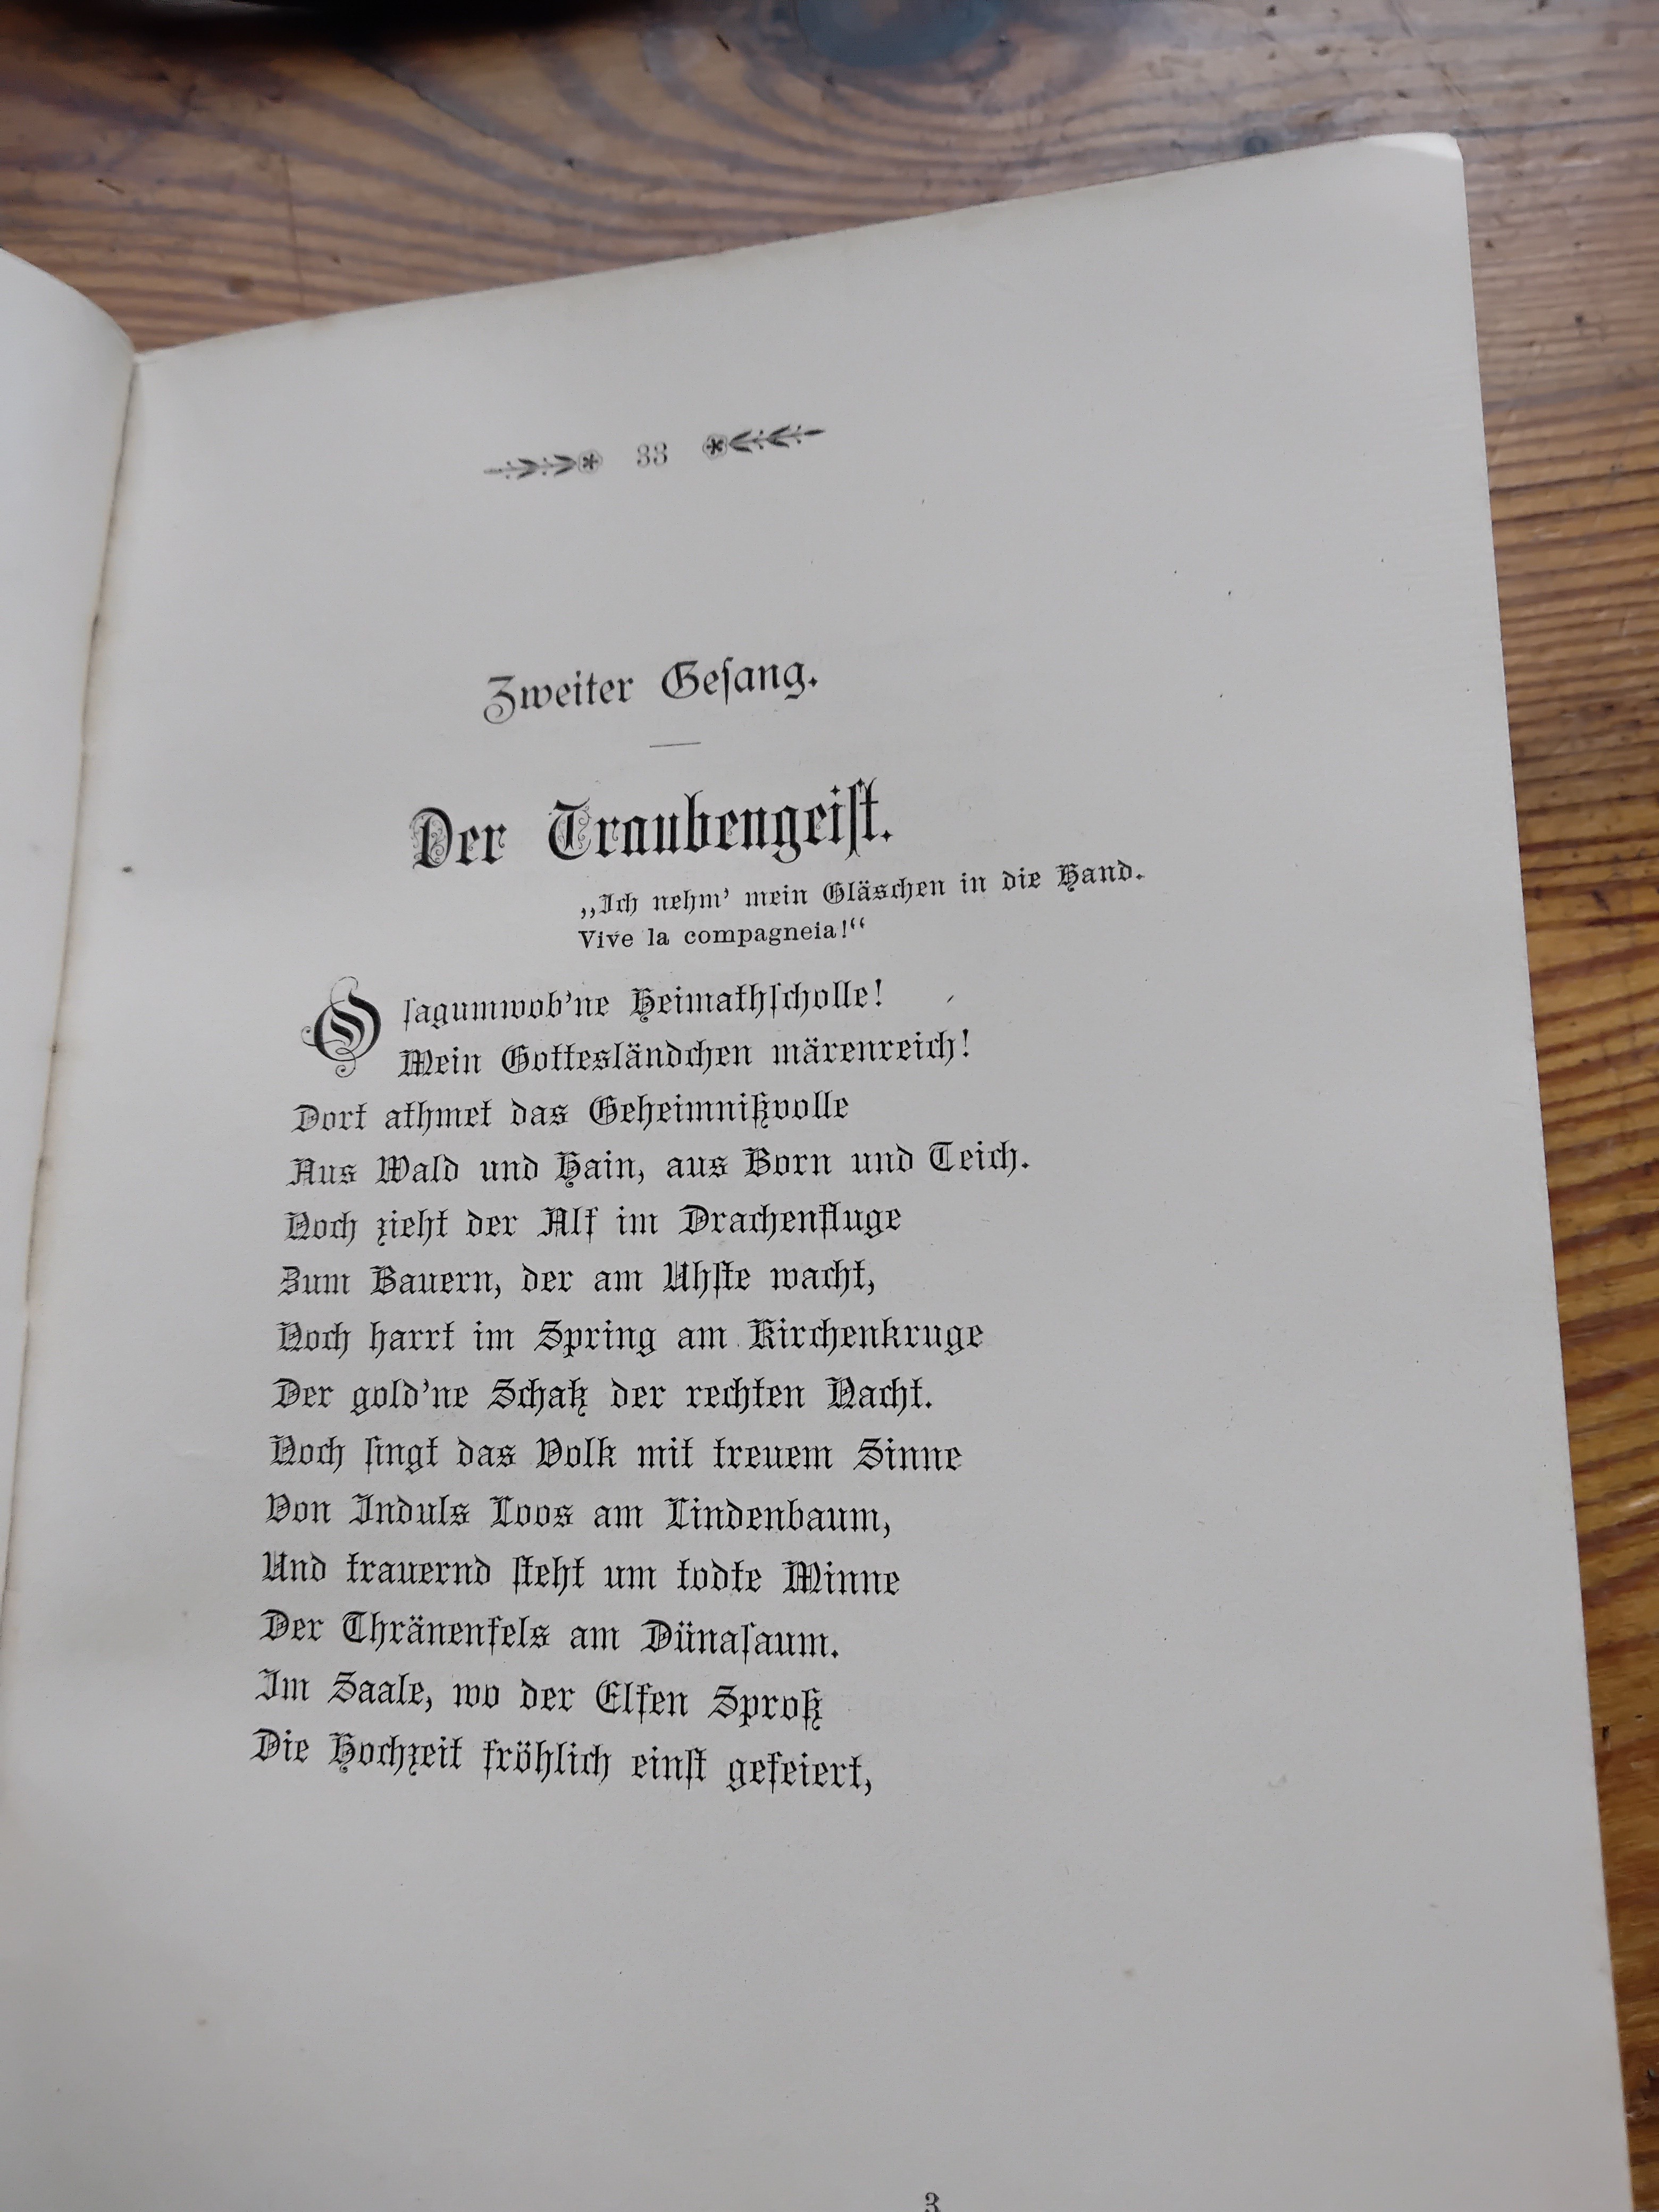 33
Zweiter Geſang.
Der Traubengeiſt.
„Ich nehm’ mein Gläschen in die Hand.
Vive la compagneia!“
O ſagumwob’ne Heimathſcholle!
Mein Gottesländchen märenreich!
Dort athmet das Geheimnißvolle
Aus Wald und Hain, aus Born und Teich.
Noch zieht der Alf im Drachenfluge
Zum Bauern, der am Uhſte wacht,
Noch harrt im Spring am Kirchenkruge
Der gold’ne Schatz der rechten Nacht.
Noch ſingt das Volk mit treuem Sinne
Von Induls Loos am Lindenbaum,
Und trauernd ſteht um todte Minne
Der Thränenfels am Dünaſaum.
Im Saale, wo der Elfen Sproß
Die Hochzeit fröhlich einſt gefeiert,
3